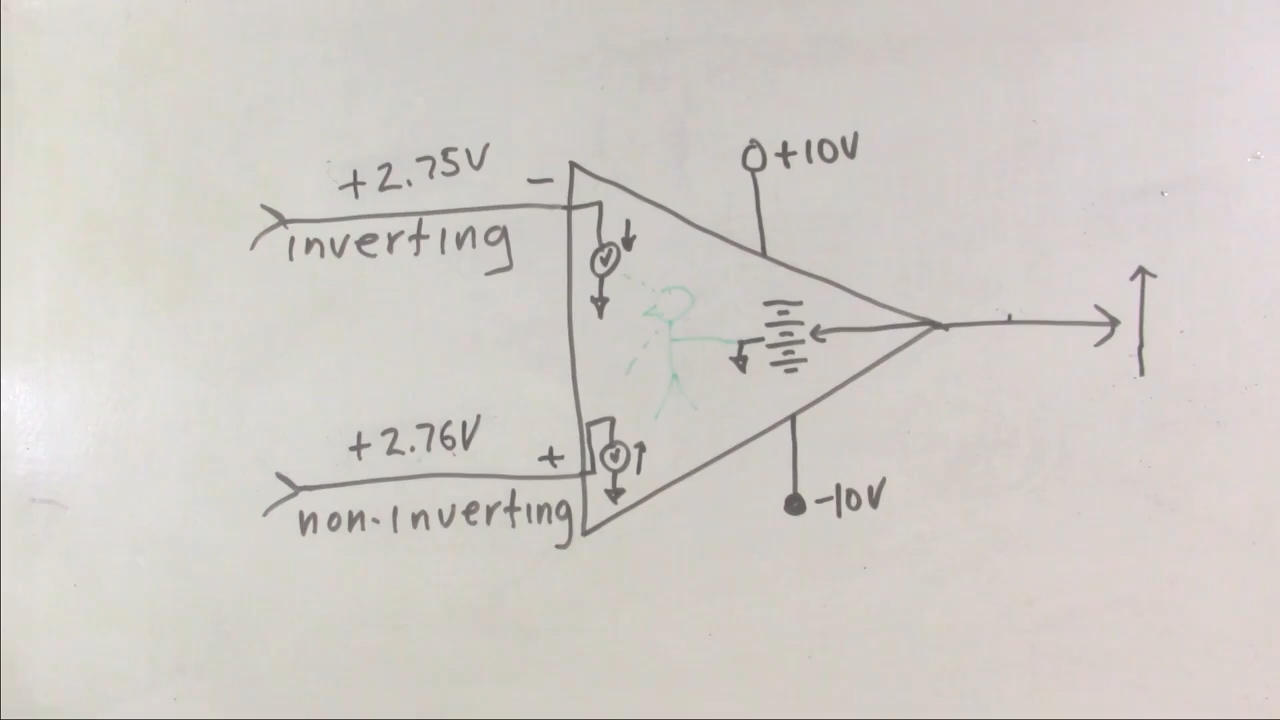 +2.75V
-
inverting
+10V
V
V
+2.76V
+
non-inverting
-10V